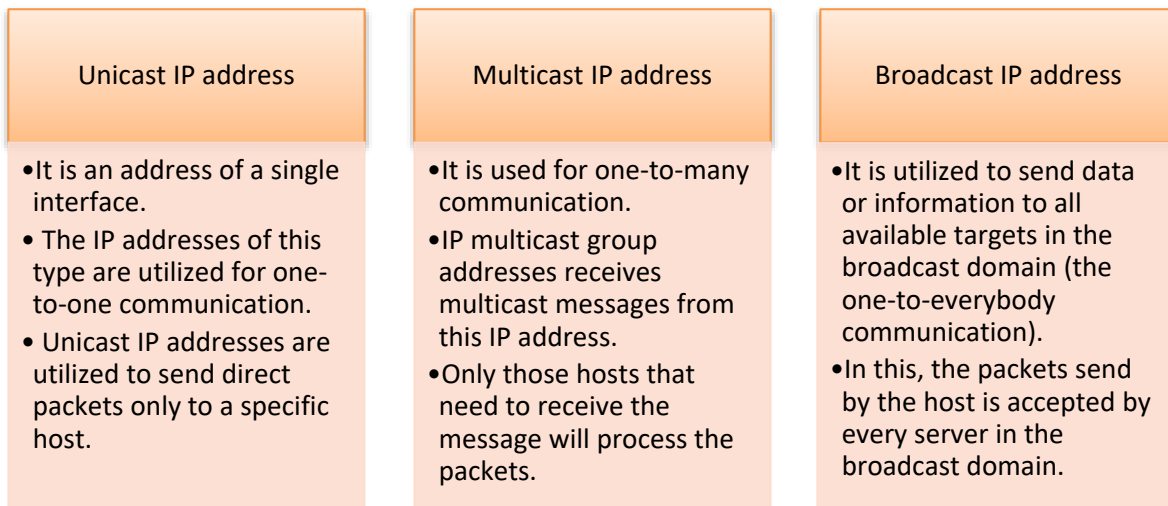 Unicast IP address
•It is an address of a single
interface.
• The IP addresses of this
type are utilized for one-
to-one communication.
• Unicast IP addresses are
utilized to send direct
packets only to a specific
host.
Multicast IP address
•It is used for one-to-many
communication.
•IP multicast group
addresses receives
multicast messages from
this IP address.
•Only those hosts that
need to receive the
message will process the
packets.
Broadcast IP address
•It is utilized to send data
or information to all
available targets in the
broadcast domain (the
one-to-everybody
communication).
•In this, the packets send
by the host is accepted by
every server in the
broadcast domain.